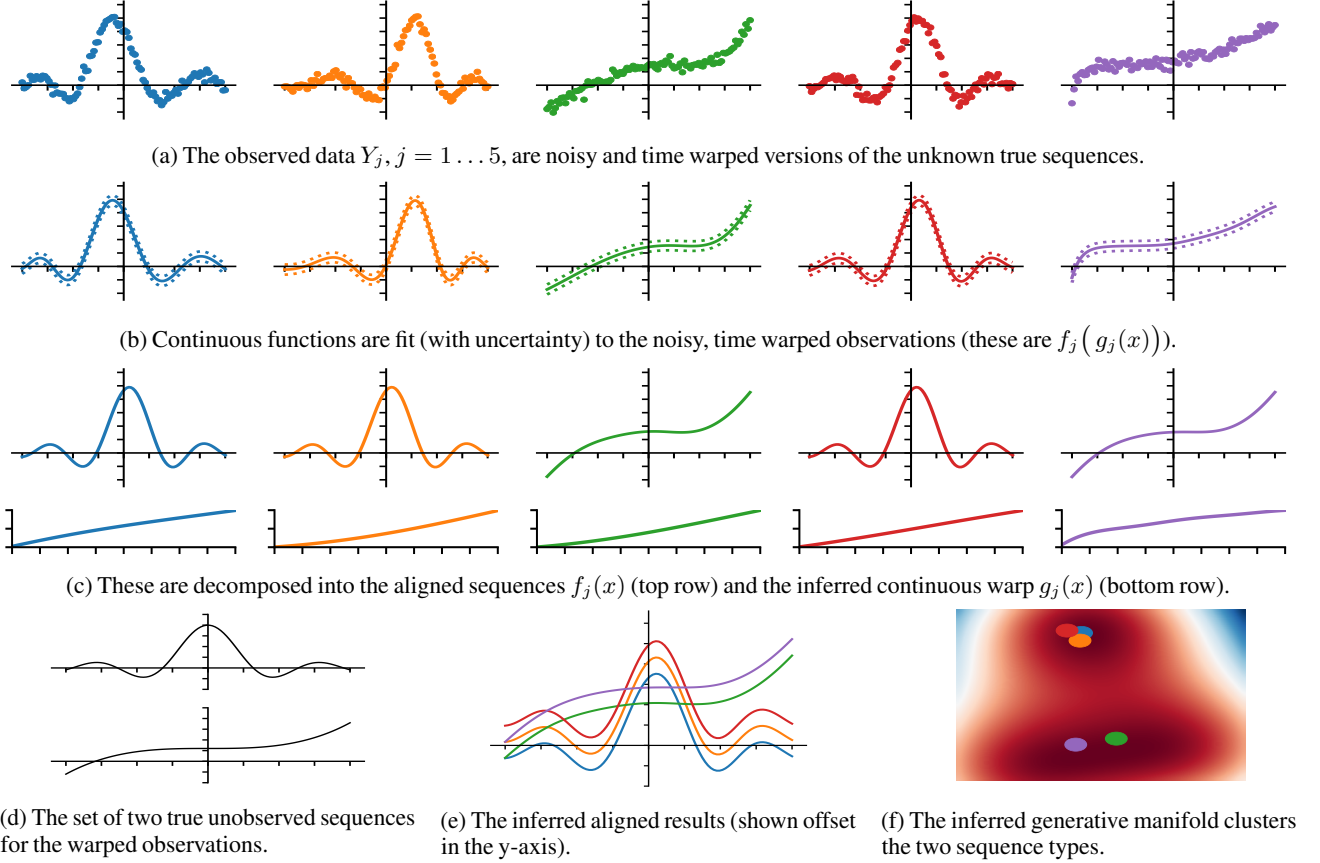 (a) The observed data Y_j, j = 1 … 5, are noisy and time warped versions of the unknown true sequences.
(b) Continuous functions are fit (with uncertainty) to the noisy, time warped observations (these are f_j(g_j(x))).
(c) These are decomposed into the aligned sequences f_j(x) (top row) and the inferred continuous warp g_j(x) (bottom row).
(d) The set of two true unobserved sequences
for the warped observations.
(e) The inferred aligned results (shown offset
in the y-axis).
(f) The inferred generative manifold clusters
the two sequence types.